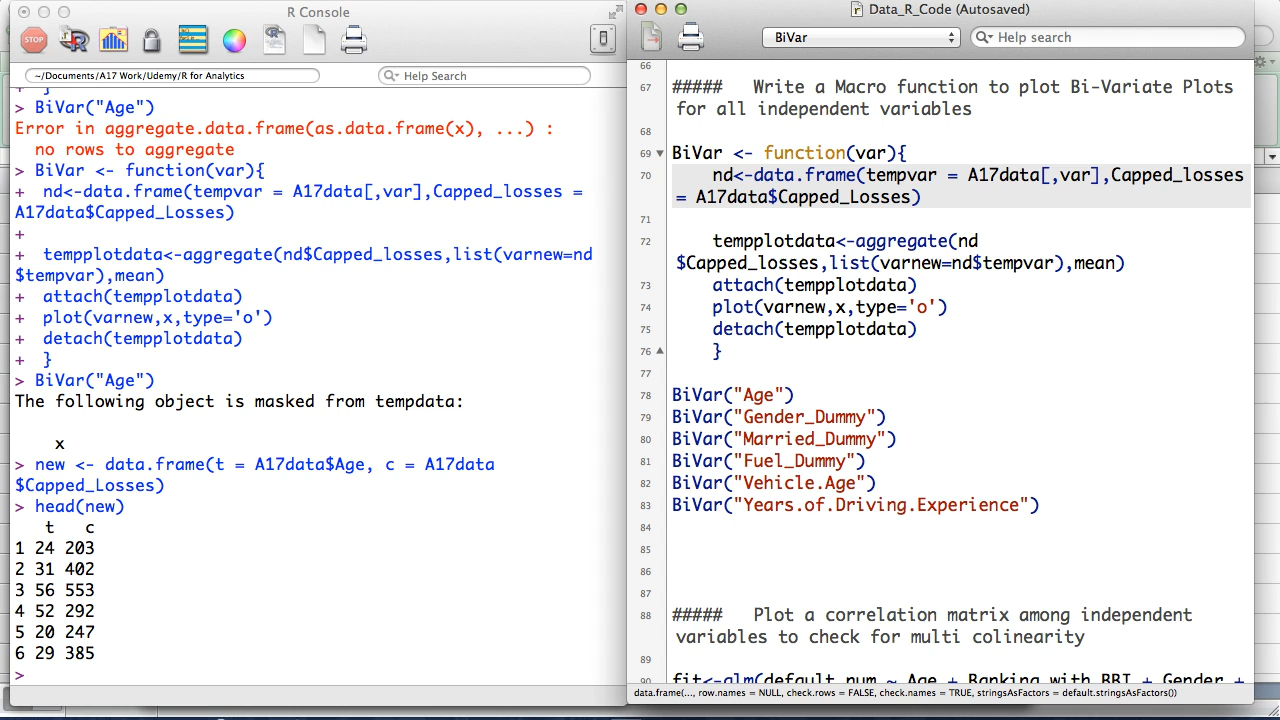 R Console
STOP
R
~/Documents/A17 Work/Udemy/R for Analytics
Help Search
+ }
> BiVar("Age")
Error in aggregate.data.frame(as.data.frame(x), ...) :
no rows to aggregate
> BiVar <- function(var){
+ nd<-data.frame(tempvar = A17data[,var],Capped_losses =
A17data$Capped_Losses)
+
+ tempplotdata<-aggregate(nd$Capped_losses,list(varnew=nd
$tempvar),mean)
+ attach(tempplotdata)
+ plot(varnew,x,type='o')
+ detach(tempplotdata)
+ }
> BiVar("Age")
The following object is masked from tempdata:
x
> new <- data.frame(t = A17data$Age, c = A17data
$Capped_Losses)
> head(new)
t c
1 24 203
2 31 402
3 56 553
4 52 292
5 20 247
6 29 385
>
Data_R_Code (Autosaved)
BiVar
Help search
66
67 ##### Write a Macro function to plot Bi-Variate Plots
for all independent variables
68
69 BiVar <- function(var){
70 nd<-data.frame(tempvar = A17data[,var],Capped_losses
= A17data$Capped_Losses)
71
72 tempplotdata<-aggregate(nd
$Capped_losses,list(varnew=nd$tempvar),mean)
73 attach(tempplotdata)
74 plot(varnew,x,type='o')
75 detach(tempplotdata)
76 }
77
78 BiVar("Age")
79 BiVar("Gender_Dummy")
80 BiVar("Married_Dummy")
81 BiVar("Fuel_Dummy")
82 BiVar("Vehicle.Age")
83 BiVar("Years.of.Driving.Experience")
84
85
86
87
88 ##### Plot a correlation matrix among independent
variables to check for multi colinearity
89
90 fit<-glm(default_num ~ Age + Banking_with_BBI + Gender +
data.frame(..., row.names = NULL, check.rows = FALSE, check.names = TRUE, stringsAsFactors = default.stringsAsFactors())